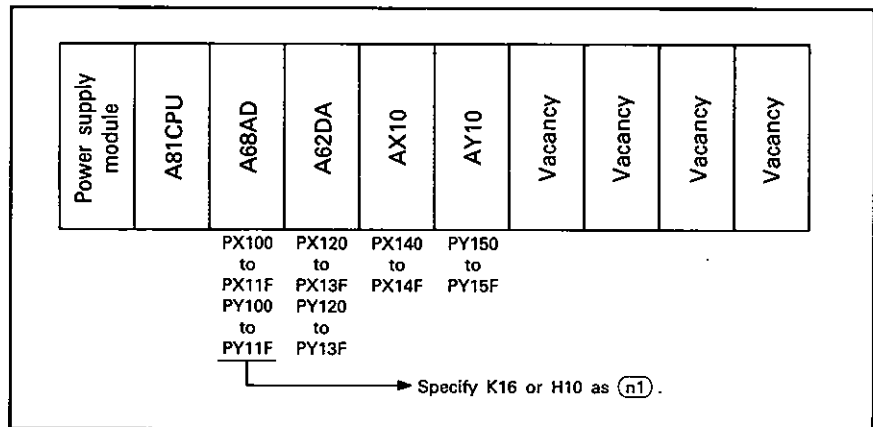 Power supply
module
A81CPU
A68AD
A62DA
AX10
AY10
Vacancy
Vacancy
Vacancy
Vacancy
PX100
to
PX11F
PY100
to
PY11F
PX120
to
PX13F
PY120
to
PY13F
PX140
to
PX14F
PY150
to
PY15F
Specify K16 or H10 as (n1).